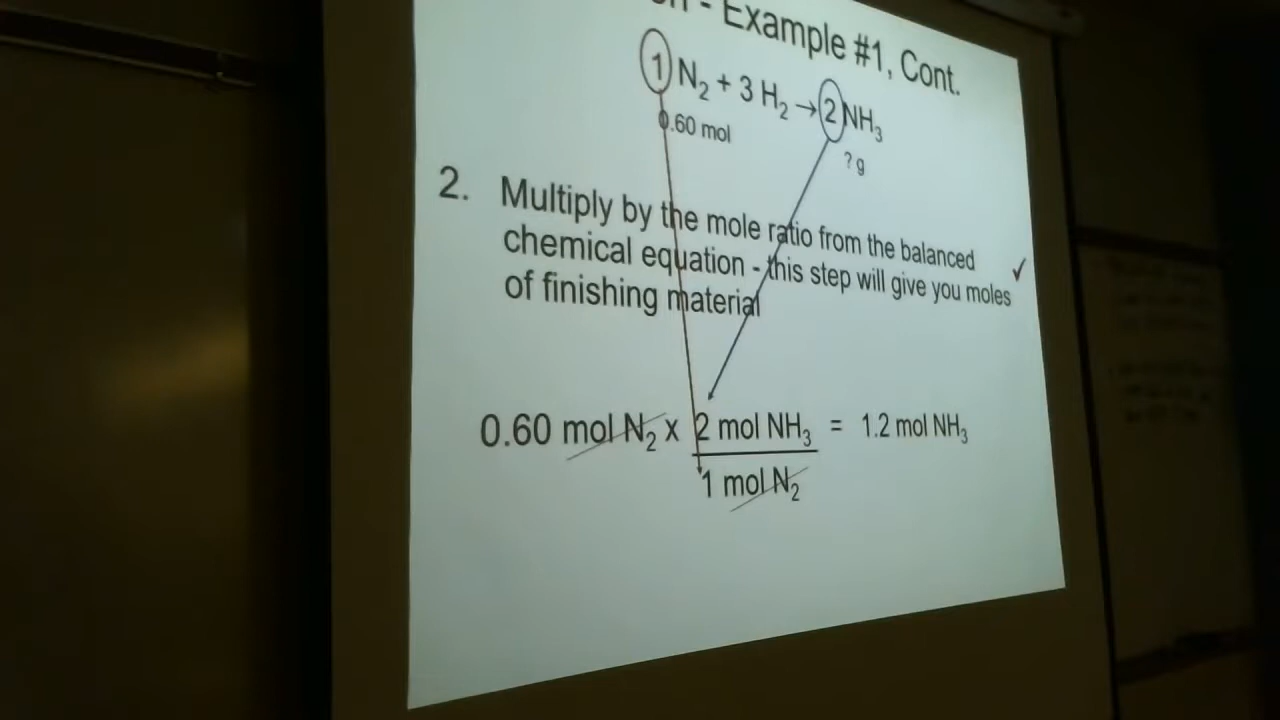 - Example #1, Cont.
1 N₂ + 3 H₂ → 2 NH₃
0.60 mol
? g
2. Multiply by the mole ratio from the balanced
chemical equation - this step will give you moles ✓
of finishing material
0.60 mol N₂ x 2 mol NH₃ = 1.2 mol NH₃
1 mol N₂